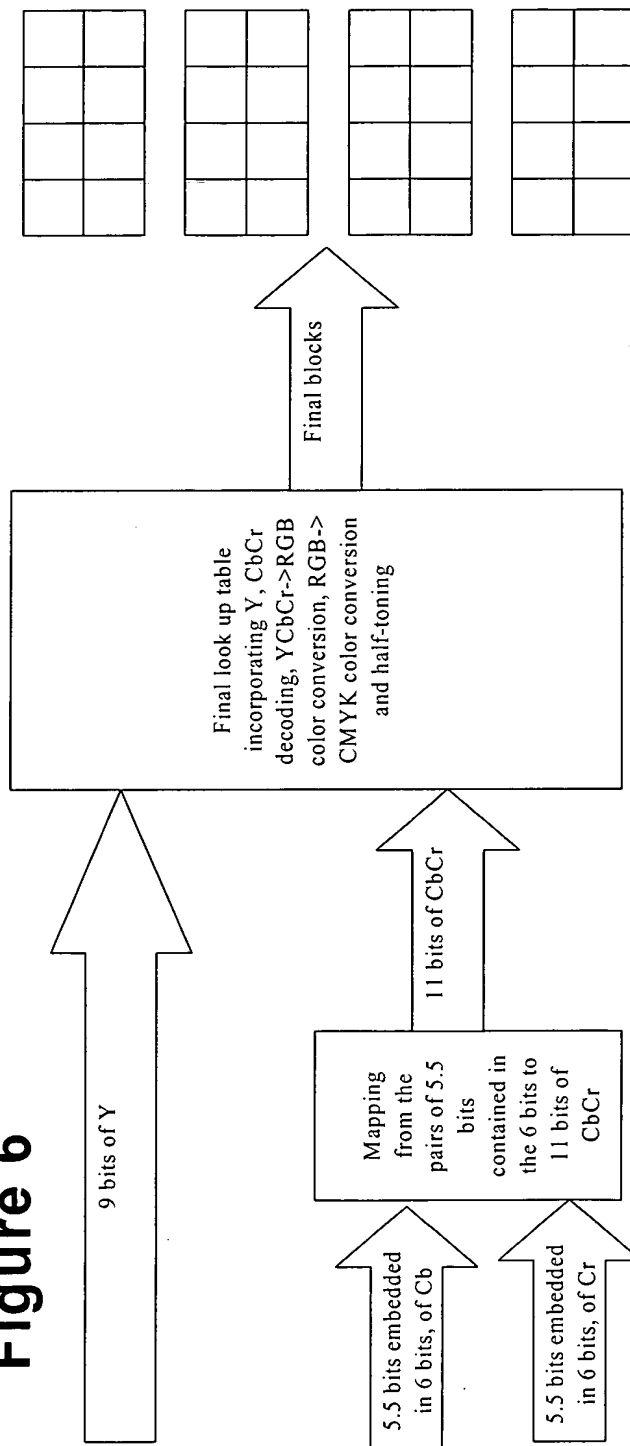 Figure 6
9 bits of Y
5.5 bits embedded
in 6 bits, of Cb
5.5 bits embedded
in 6 bits, of Cr
Mapping
from the
pairs of 5.5
bits
contained in
the 6 bits to
11 bits of
CbCr
11 bits of CbCr
Final look up table
incorporating Y, CbCr
decoding, YCbCr->RGB
color conversion, RGB->
CMYK color conversion
and half-toning
Final blocks